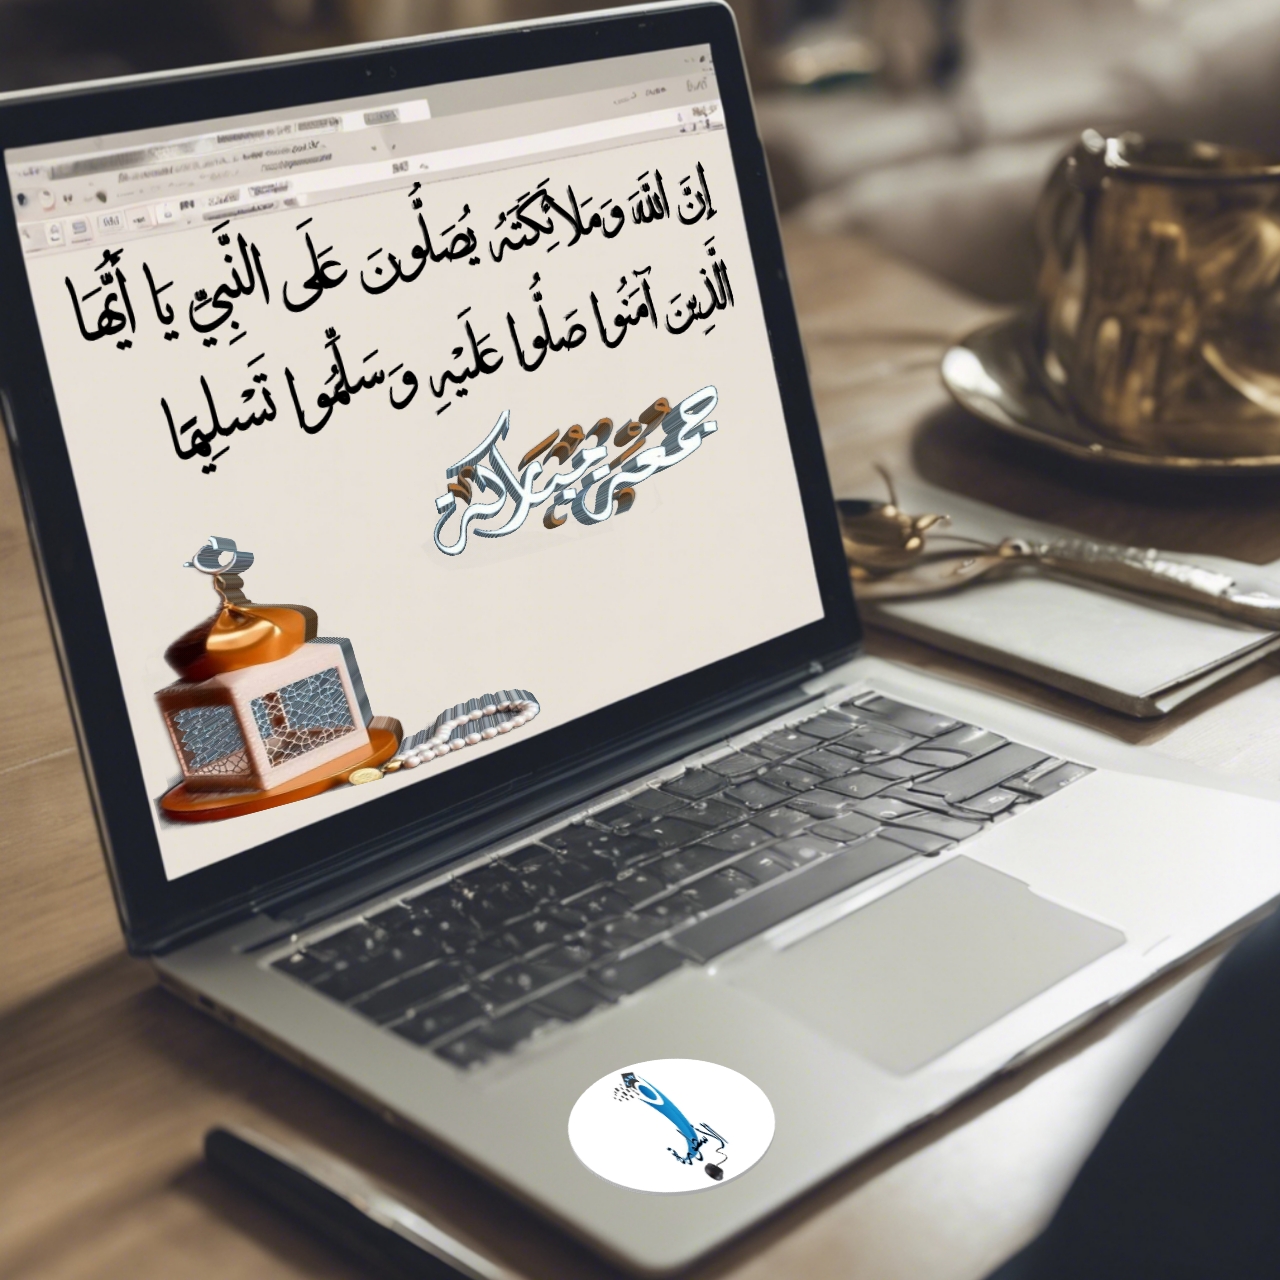 إِنَّ اللَّهَ وَمَلَائِكَتَهُ يُصَلُّونَ عَلَى النَّبِيِّ يَا أَيُّهَا
الَّذِينَ آمَنُوا صَلُّوا عَلَيْهِ وَسَلِّمُوا تَسْلِيمًا
جمعة مباركة